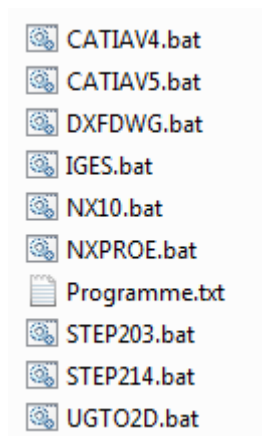 CATIAV4.bat
CATIAV5.bat
DXFDWG.bat
IGES.bat
NX10.bat
NXPROE.bat
Programme.txt
STEP203.bat
STEP214.bat
UGTO2D.bat